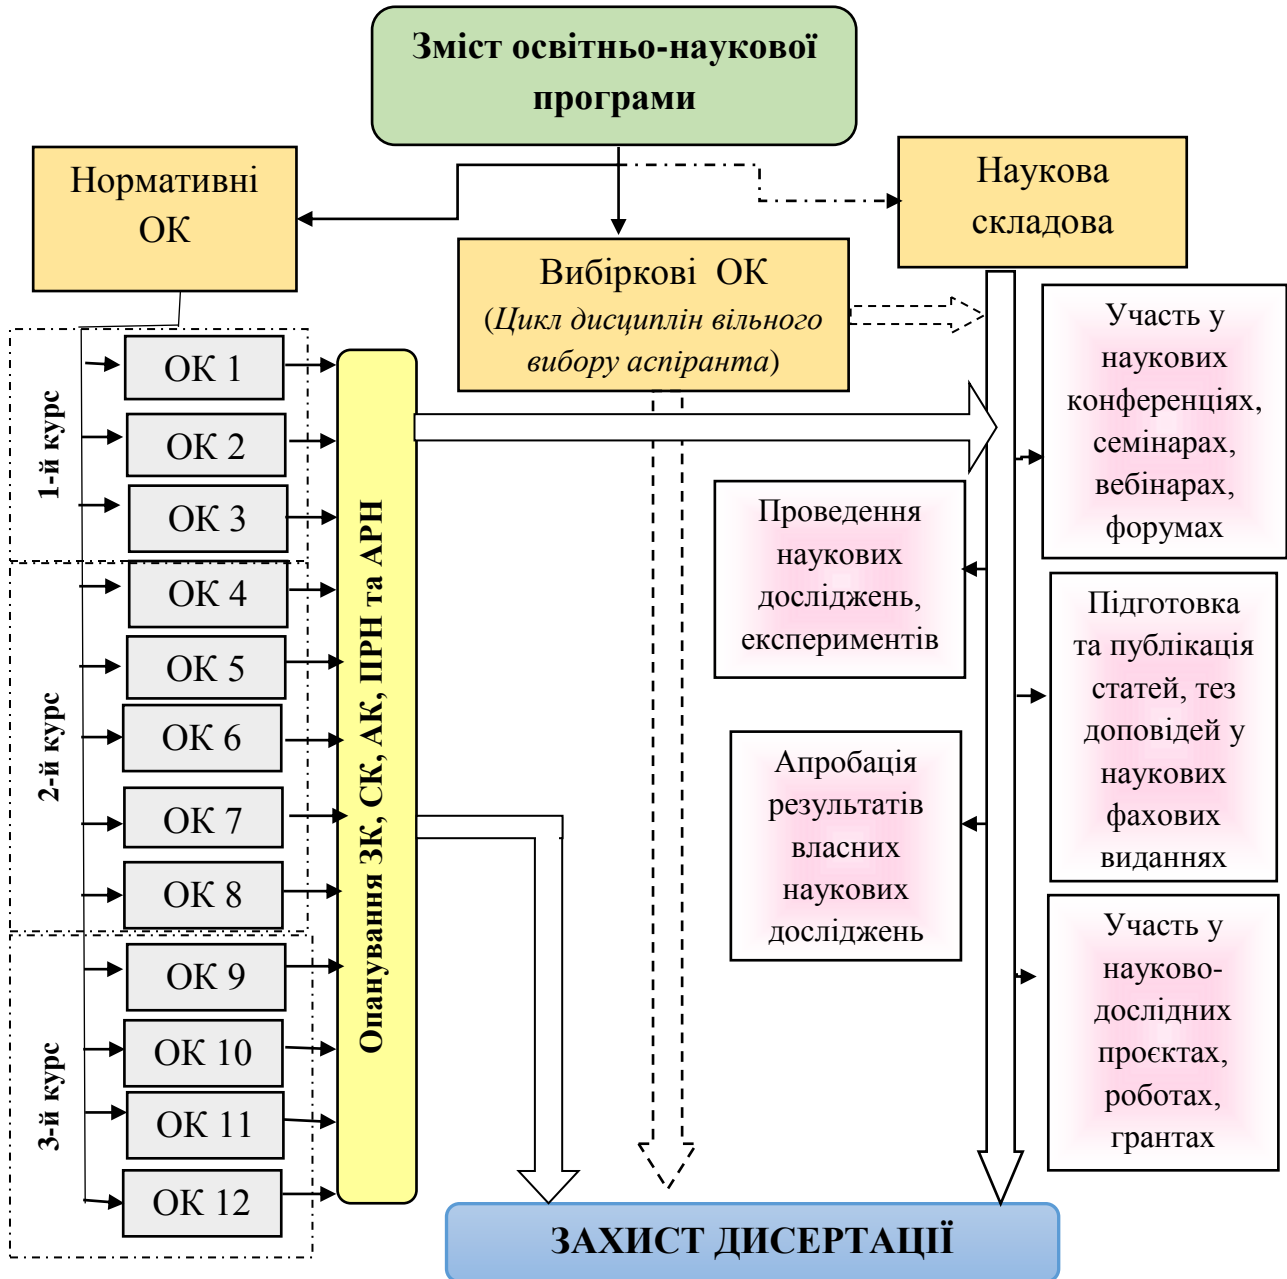 Зміст освітньо-наукової
програми
Нормативні
ОК
Наукова
складова
Вибіркові ОК
(Цикл дисциплін вільного
вибору аспіранта)
1-й курс
ОК 1
ОК 2
ОК 3
2-й курс
ОК 4
ОК 5
ОК 6
ОК 7
ОК 8
3-й курс
ОК 9
ОК 10
ОК 11
ОК 12
Опанування ЗК, СК, АК, ПРН та АРН
Проведення
наукових
досліджень,
експериментів
Апробація
результатів
власних
наукових
досліджень
Участь у
наукових
конференціях,
семінарах,
вебінарах,
форумах
Підготовка
та публікація
статей, тез
доповідей у
наукових
фахових
виданнях
Участь у
науково-
дослідних
проєктах,
роботах,
грантах
ЗАХИСТ ДИСЕРТАЦІЇ